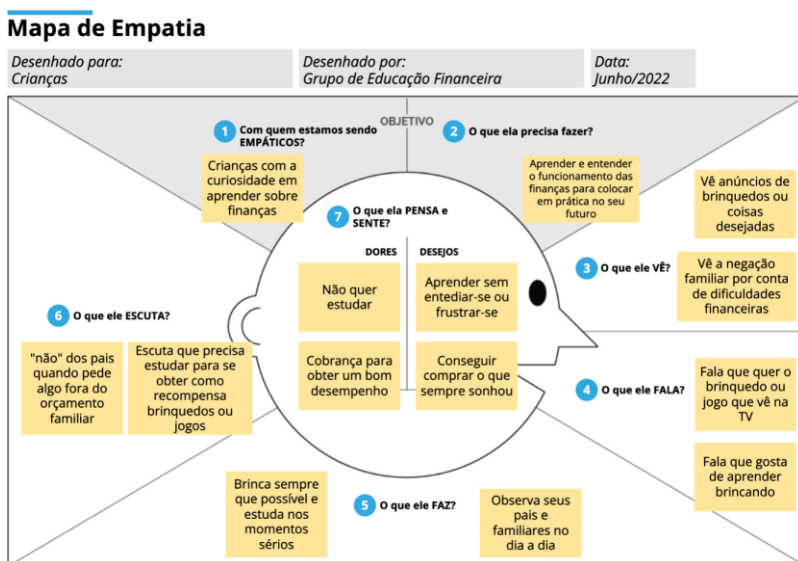 Mapa de Empatia
Desenhado para:
Crianças
Desenhado por:
Grupo de Educação Financeira
Data:
Junho/2022
OBJETIVO
1 Com quem estamos sendo
EMPÁTICOS?
Crianças com a
curiosidade em
aprender sobre
finanças
2 O que ela precisa fazer?
Aprender e entender
o funcionamento das
finanças para colocar
em prática no seu
futuro
3 O que ele VÊ?
Vê anúncios de
brinquedos ou
coisas
desejadas
Vê a negação
familiar por conta
de dificuldades
financeiras
4 O que ele FALA?
Fala que quer o
brinquedo ou
jogo que vê na
TV
Fala que gosta
de aprender
brincando
5 O que ele FAZ?
Brinca sempre
que possível e
estuda nos
momentos
sérios
Observa seus
pais e
familiares no
dia a dia
6 O que ele ESCUTA?
"não" dos pais
quando pede
algo fora do
orçamento
familiar
Escuta que precisa
estudar para se
obter como
recompensa
brinquedos ou
jogos
7 O que ela PENSA e
SENTE?
DORES
Não quer
estudar
Cobrança para
obter um bom
desempenho
DESEJOS
Aprender sem
entediar-se ou
frustrar-se
Conseguir
comprar o que
sempre sonhou